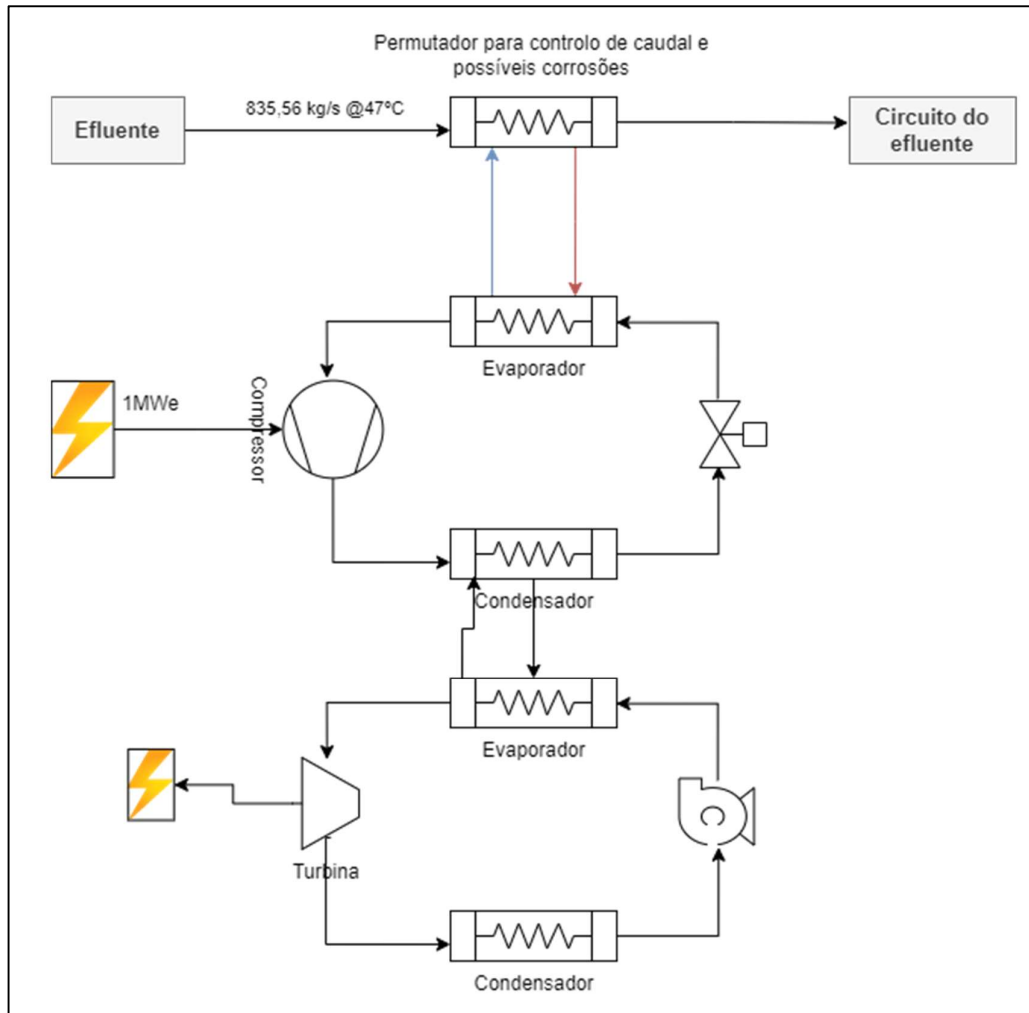 Permutador para controlo de caudal e
possíveis corrosões
835,56 kg/s @47ºC
Efluente
Circuito do
efluente
Evaporador
1MWe
Compressor
Condensador
Evaporador
Turbina
Condensador